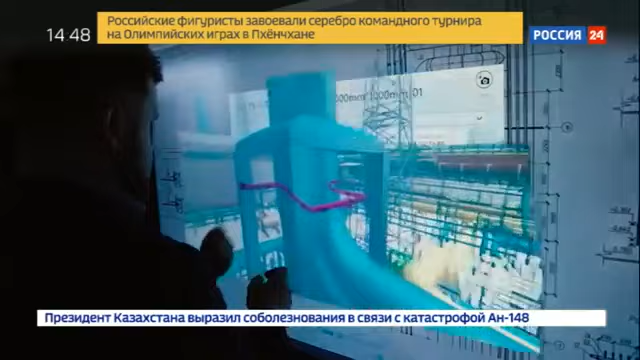 14 48
Российские фигуристы завоевали серебро командного турнира
на Олимпийских играх в Пхёнчхане
РОССИЯ 24
Президент Казахстана выразил соболезнования в связи с катастрофой Ан-148